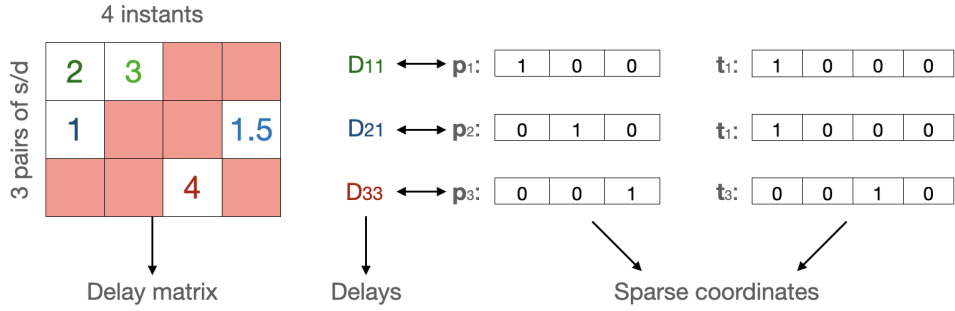 4 instants
3 pairs of s/d
2 3
1 1.5
4
D11 p1: 1 0 0 t1: 1 0 0 0
D21 p2: 0 1 0 t1: 1 0 0 0
D33 p3: 0 0 1 t3: 0 0 1 0
Delay matrix Delays Sparse coordinates